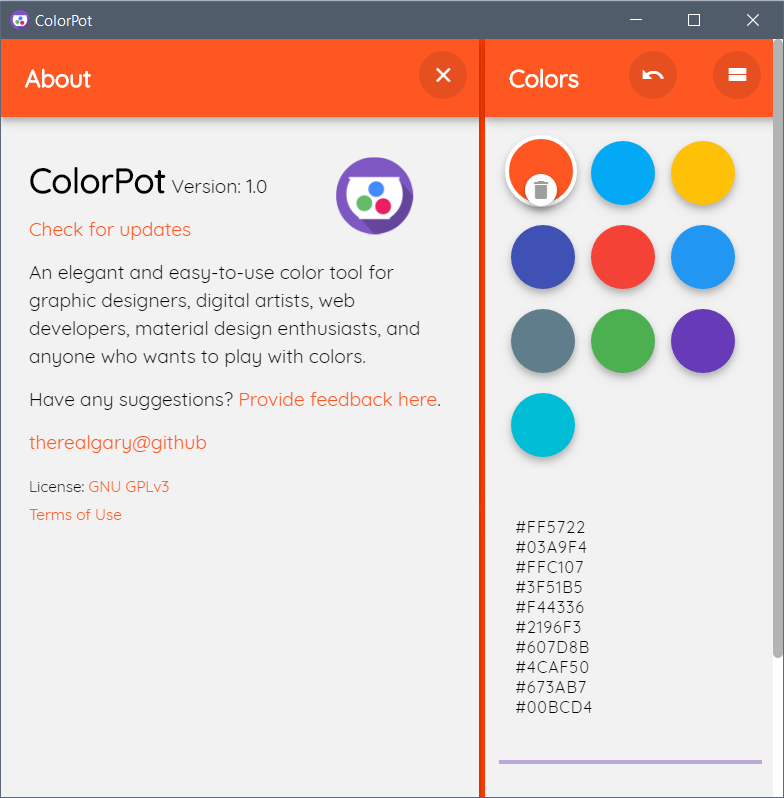 ColorPot
About
Colors
ColorPot Version: 1.0
Check for updates
An elegant and easy-to-use color tool for
graphic designers, digital artists, web
developers, material design enthusiasts, and
anyone who wants to play with colors.
Have any suggestions? Provide feedback here.
therealgary@github
License: GNU GPLv3
Terms of Use
#FF5722
#03A9F4
#FFC107
#3F51B5
#F44336
#2196F3
#607D8B
#4CAF50
#673AB7
#00BCD4